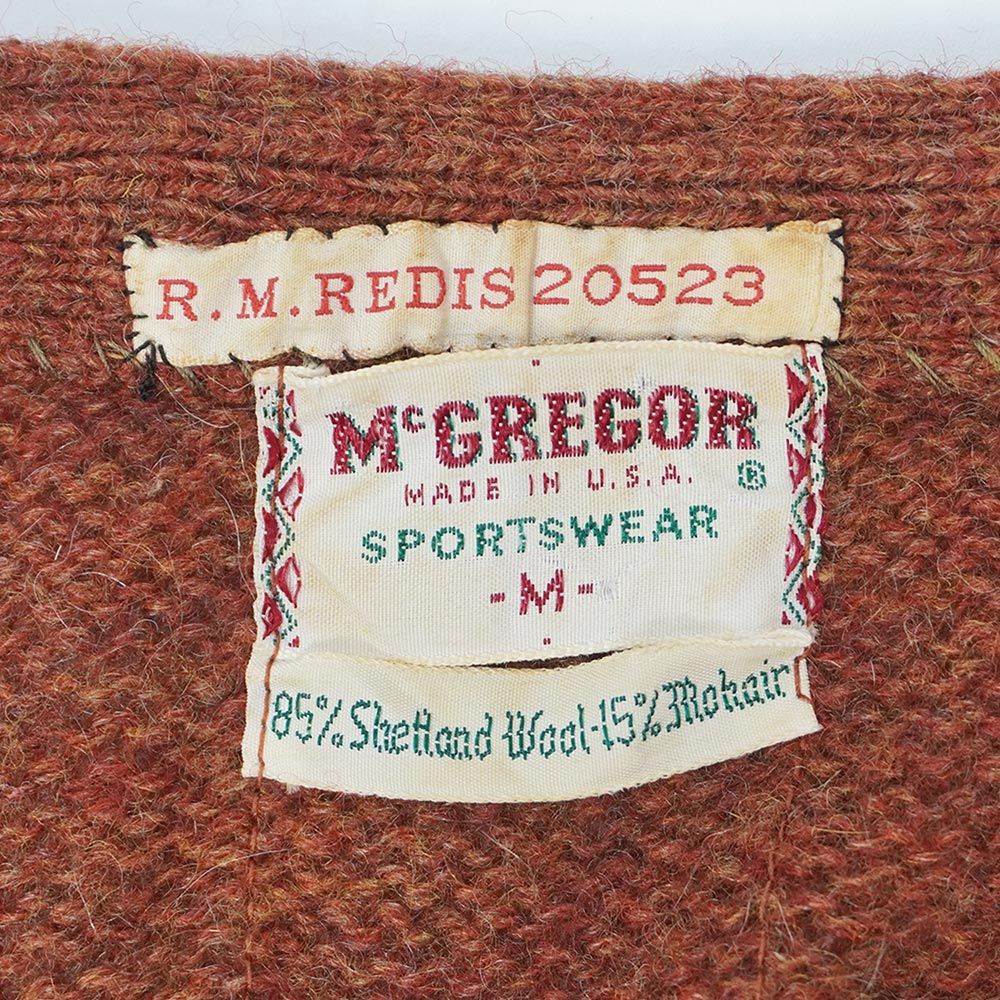 R.M.REDIS 20523
McGREGOR
MADE IN U.S.A. ®
SPORTSWEAR
-M-
85% Shetland Wool-15% Mohair